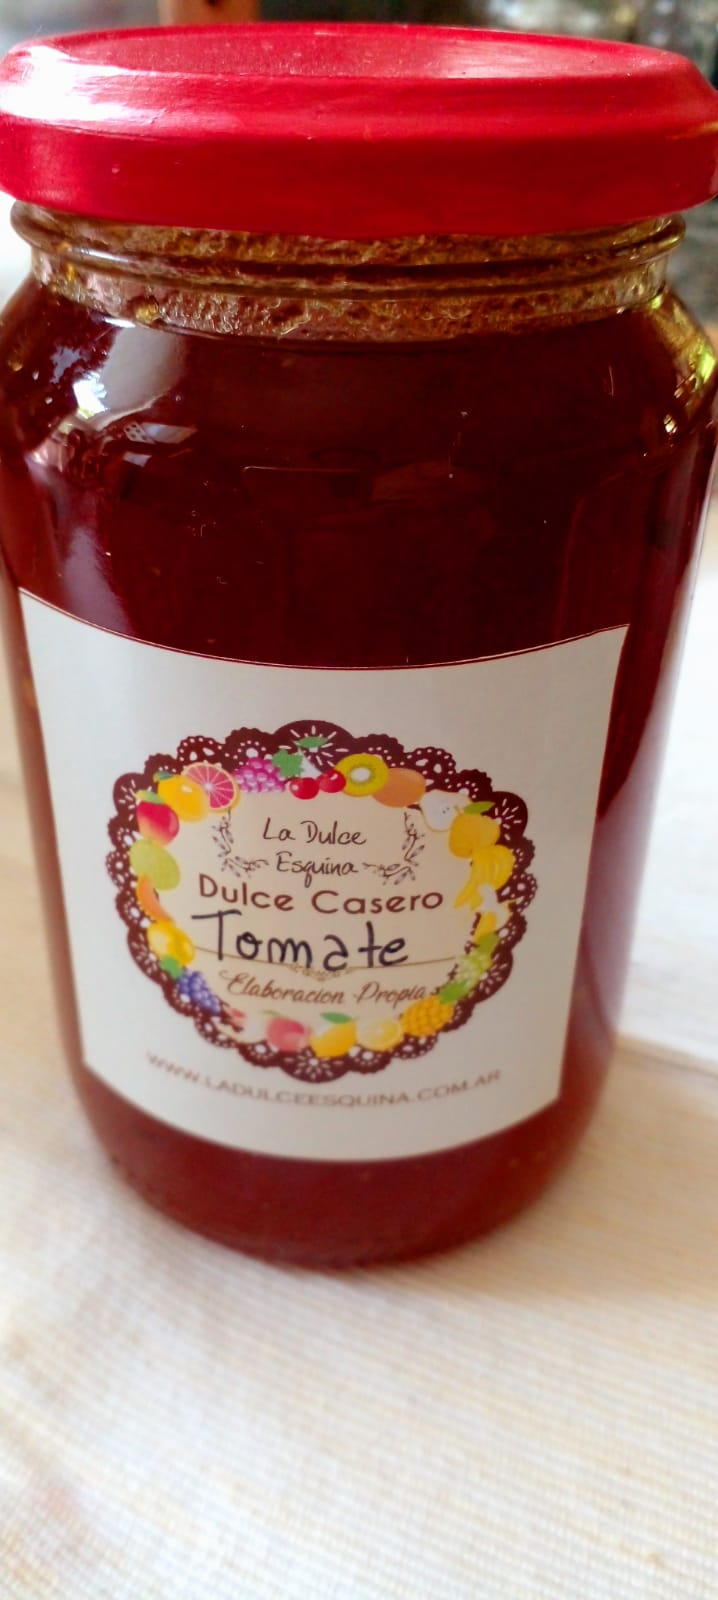 La Dulce
Esquina
Dulce Casero
Tomate
Elaboracion Propia
WWW.LADULCEESQUINA.COM.AR